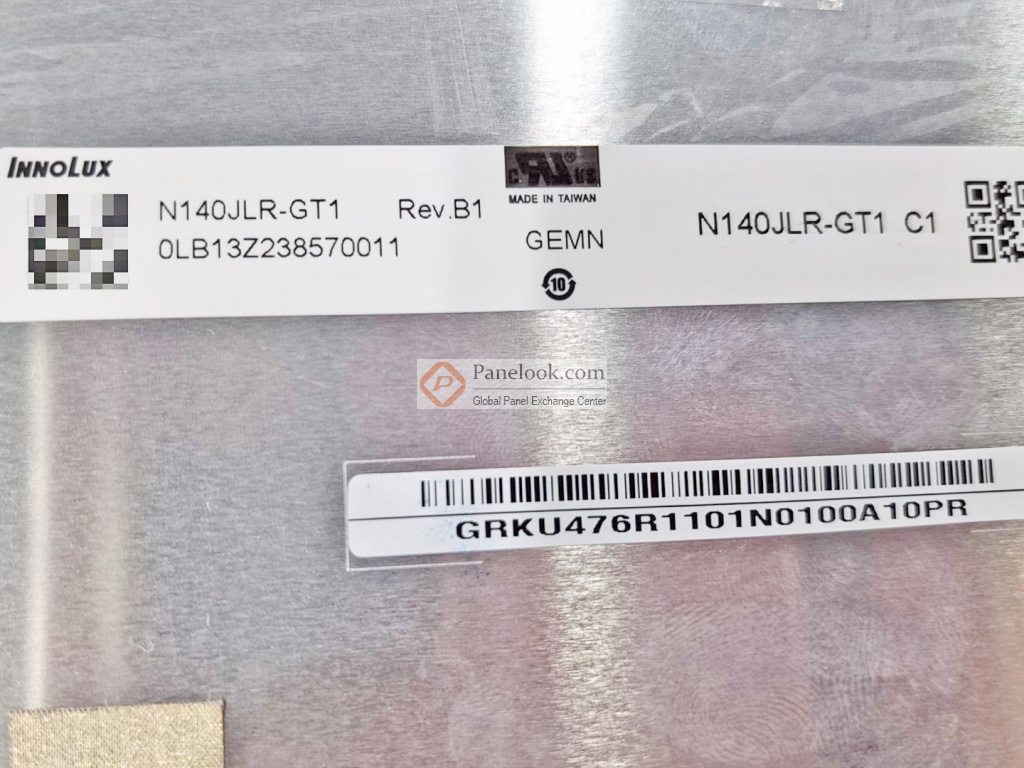 INNOLUX
N140JLR-GT1 Rev.B1
0LB13Z238570011
MADE IN TAIWAN
GEMN
10
N140JLR-GT1 C1
Panelook.com
Global Panel Exchange Center
GRKU476R1101N0100A10PR